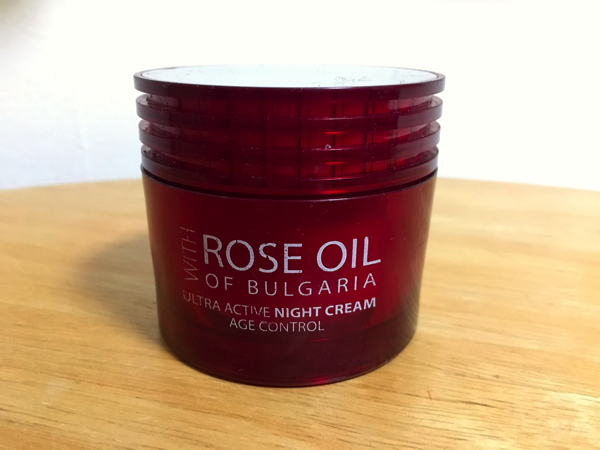 WITH
ROSE OIL
OF BULGARIA
ULTRA ACTIVE NIGHT CREAM
AGE CONTROL